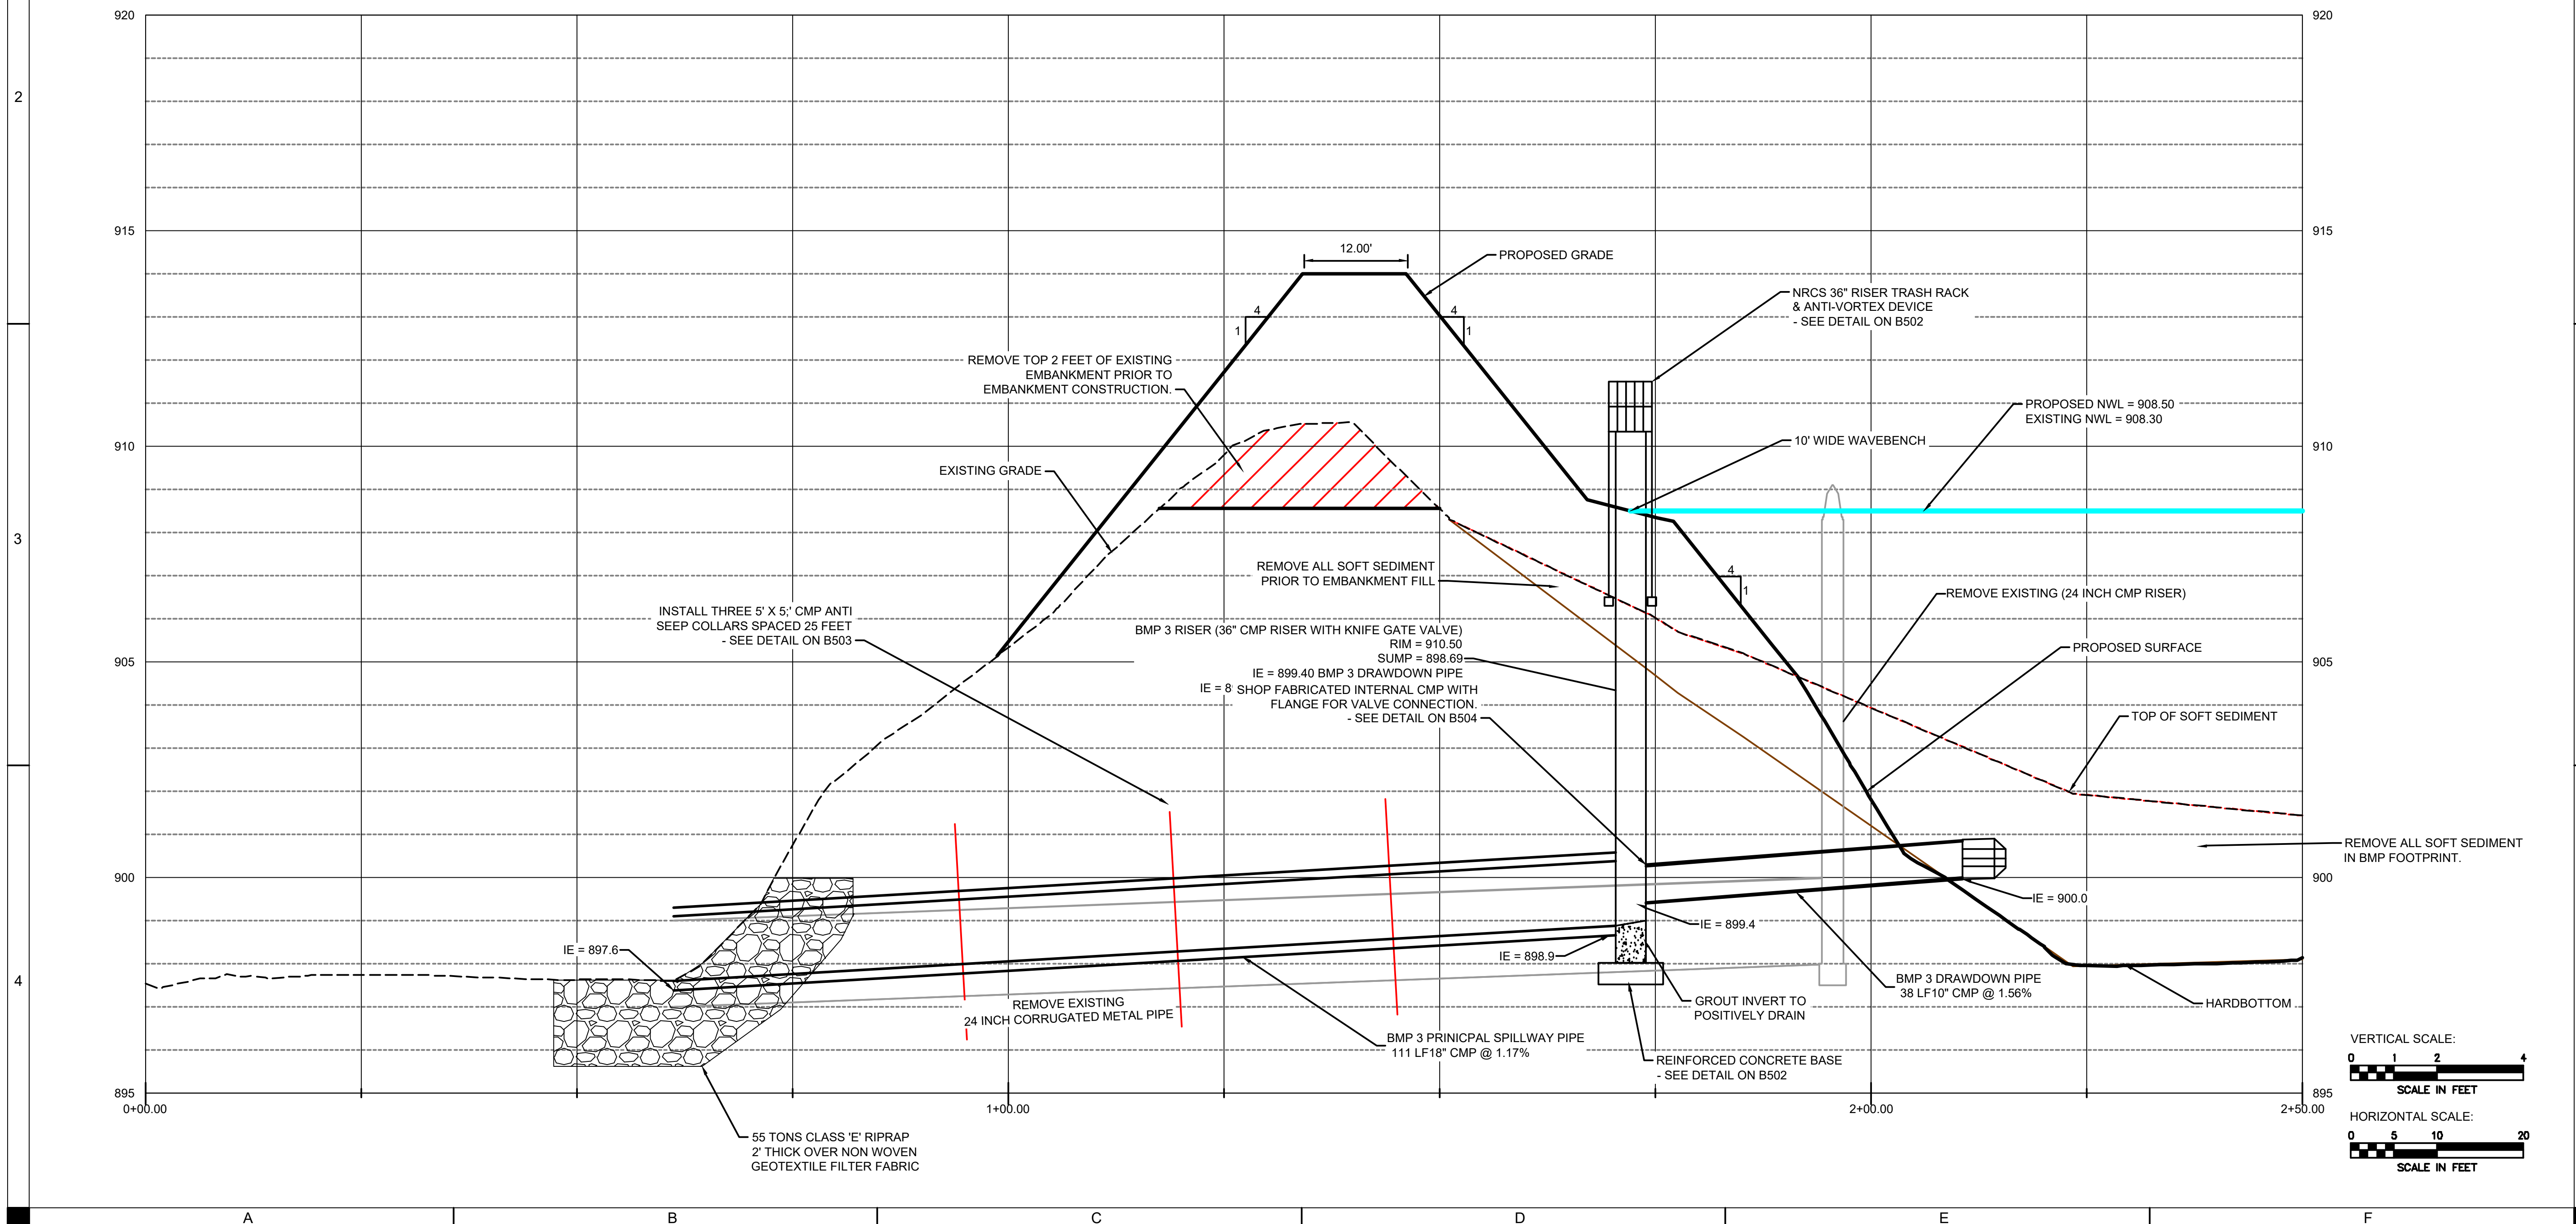 920
920
2
915
915
12.00'
PROPOSED GRADE
NRCS 36" RISER TRASH RACK
& ANTI-VORTEX DEVICE
- SEE DETAIL ON B502
4
1
4
1
REMOVE TOP 2 FEET OF EXISTING
EMBANKMENT PRIOR TO
EMBANKMENT CONSTRUCTION.
PROPOSED NWL = 908.50
EXISTING NWL = 908.30
10' WIDE WAVEBENCH
910
910
EXISTING GRADE
3
REMOVE ALL SOFT SEDIMENT
PRIOR TO EMBANKMENT FILL
4
1
REMOVE EXISTING (24 INCH CMP RISER)
INSTALL THREE 5' X 5;' CMP ANTI
SEEP COLLARS SPACED 25 FEET
- SEE DETAIL ON B503
BMP 3 RISER (36" CMP RISER WITH KNIFE GATE VALVE)
RIM = 910.50
SUMP = 898.69
IE = 899.40 BMP 3 DRAWDOWN PIPE
IE = 8
SHOP FABRICATED INTERNAL CMP WITH
FLANGE FOR VALVE CONNECTION.
- SEE DETAIL ON B504
PROPOSED SURFACE
905
905
TOP OF SOFT SEDIMENT
REMOVE ALL SOFT SEDIMENT
IN BMP FOOTPRINT.
900
900
IE = 900.0
IE = 899.4
IE = 897.6
IE = 898.9
4
BMP 3 DRAWDOWN PIPE
38 LF10" CMP @ 1.56%
REMOVE EXISTING
24 INCH CORRUGATED METAL PIPE
GROUT INVERT TO
POSITIVELY DRAIN
HARDBOTTOM
BMP 3 PRINICPAL SPILLWAY PIPE
111 LF18" CMP @ 1.17%
REINFORCED CONCRETE BASE
- SEE DETAIL ON B502
VERTICAL SCALE:
0 1 2 4
SCALE IN FEET
895
895
0+00.00
1+00.00
2+00.00
2+50.00
HORIZONTAL SCALE:
0 5 10 20
SCALE IN FEET
55 TONS CLASS 'E' RIPRAP
2' THICK OVER NON WOVEN
GEOTEXTILE FILTER FABRIC
A B C D E F